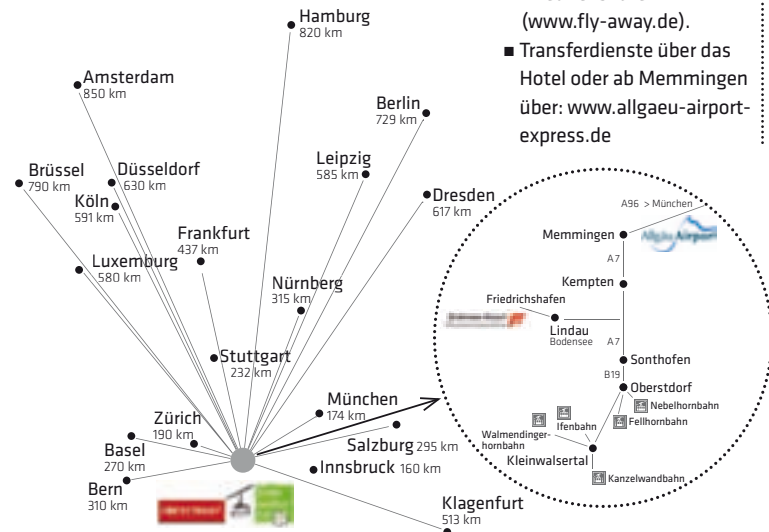 (www.fly-away.de).
■ Transferdienste über das
Hotel oder ab Memmingen
über: www.allgaeu-airport-
express.de
Hamburg
820 km
Amsterdam
850 km
Berlin
729 km
Brüssel
790 km
Düsseldorf
630 km
Leipzig
585 km
Köln
591 km
Dresden
617 km
Frankfurt
437 km
Luxemburg
580 km
Nürnberg
315 km
Stuttgart
232 km
München
174 km
Zürich
190 km
Salzburg 295 km
Basel
270 km
Innsbruck 160 km
Bern
310 km
Klagenfurt
513 km
A96 > München
Memmingen
Allgäu Airport
A7
Kempten
Friedrichshafen
Lindau
Bodensee
A7
Sonthofen
B19
Oberstdorf
Nebelhornbahn
Fellhornbahn
Ifenbahn
Walmendinger-
hornbahn
Kleinwalsertal
Kanzelwandbahn